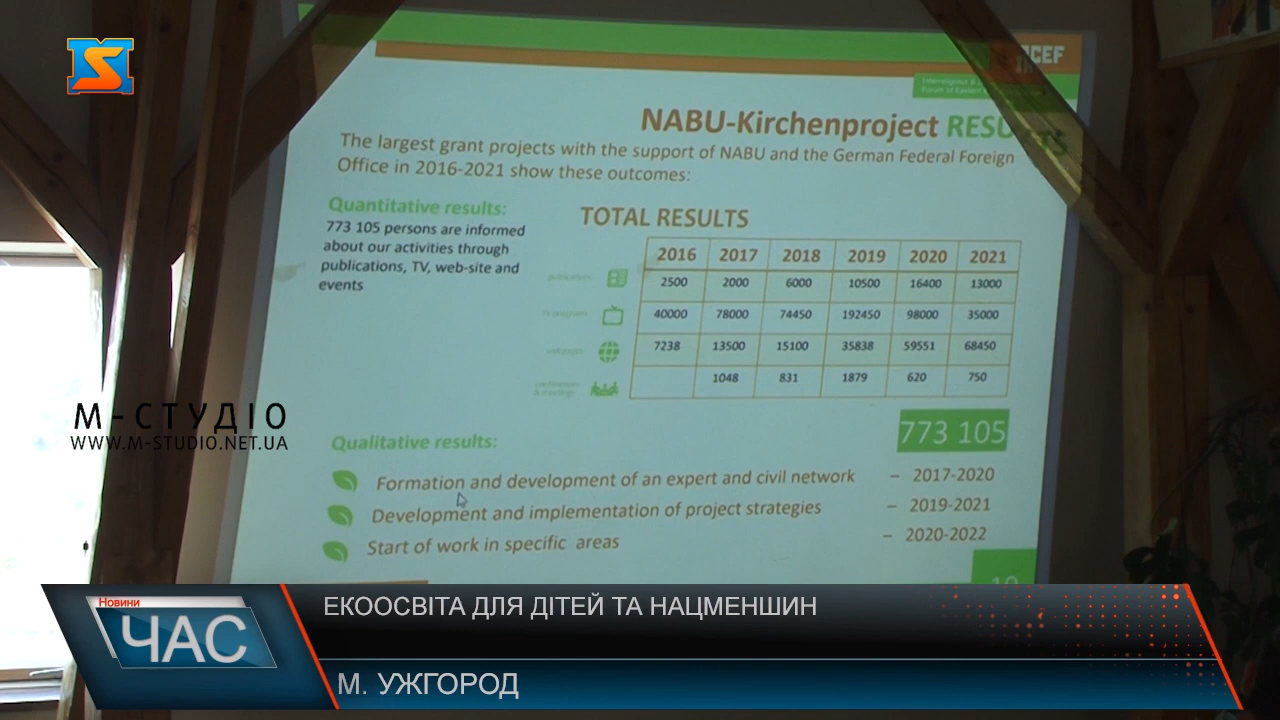 NABU-Kirchenproject RESULTS
The largest grant projects with the support of NABU and the German Federal Foreign
Office in 2016-2021 show these outcomes:
Quantitative results:
773 105 persons are informed
about our activities through
publications, TV, web-site and
events
TOTAL RESULTS
2016 2017 2018 2019 2020 2021
2500 2000 6000 10500 16400 13000
40000 78000 74450 192450 98000 35000
7238 13500 15100 35838 59551 68450
1048 831 1879 620 750
773 105
Qualitative results:
Formation and development of an expert and civil network – 2017-2020
Development and implementation of project strategies – 2019-2021
Start of work in specific areas – 2020-2022
М-СТУДІО
WWW.M-STUDIO.NET.UA
Новини
ЧАС
ЕКООСВІТА ДЛЯ ДІТЕЙ ТА НАЦМЕНШИН
М. УЖГОРОД